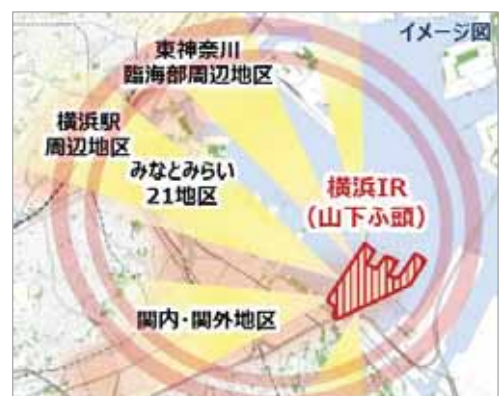 イメージ図
東神奈川
臨海部周辺地区
横浜駅
周辺地区
みなとみらい
21地区
横浜IR
(山下ふ頭)
関内・関外地区